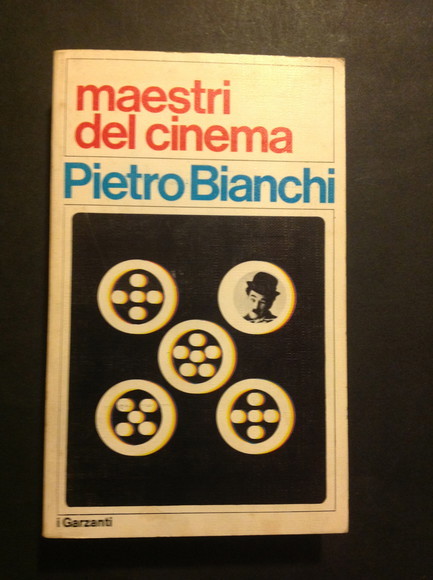 maestri
del cinema
Pietro Bianchi
i Garzanti